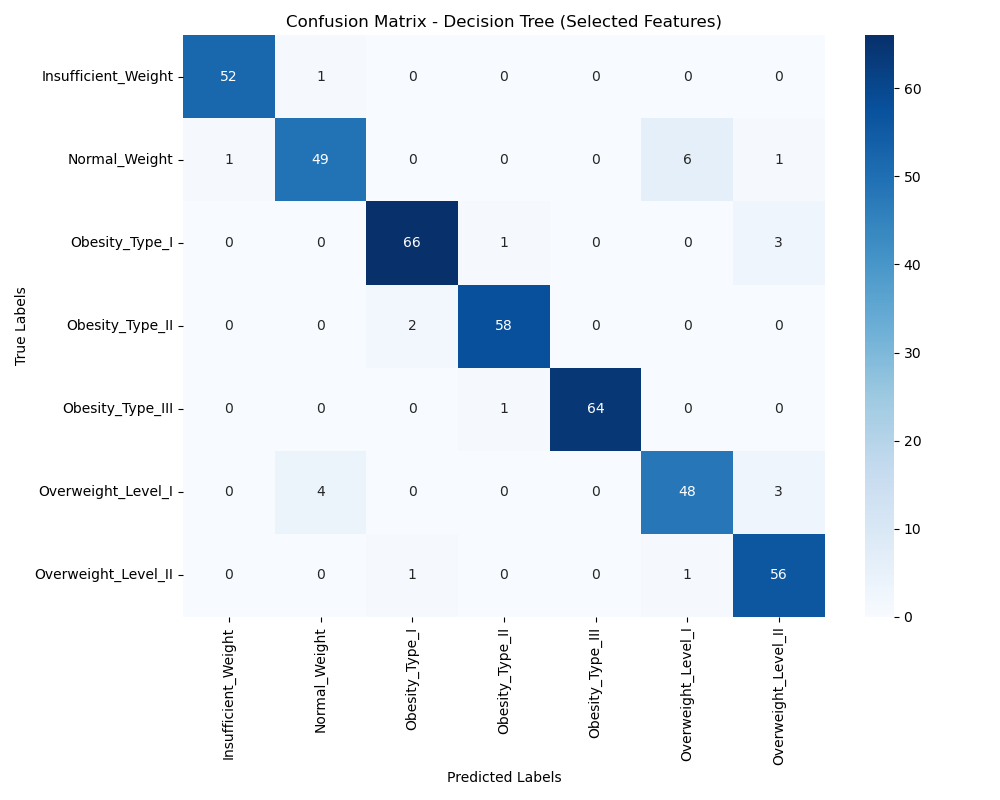 Confusion Matrix - Decision Tree (Selected Features)
True Labels
Insufficient_Weight 52 1 0 0 0 0 0
Normal_Weight 1 49 0 0 0 6 1
Obesity_Type_I 0 0 66 1 0 0 3
Obesity_Type_II 0 0 2 58 0 0 0
Obesity_Type_III 0 0 0 1 64 0 0
Overweight_Level_I 0 4 0 0 0 48 3
Overweight_Level_II 0 0 1 0 0 1 56
Insufficient_Weight
Normal_Weight
Obesity_Type_I
Obesity_Type_II
Obesity_Type_III
Overweight_Level_I
Overweight_Level_II
Predicted Labels
60
50
40
30
20
10
0